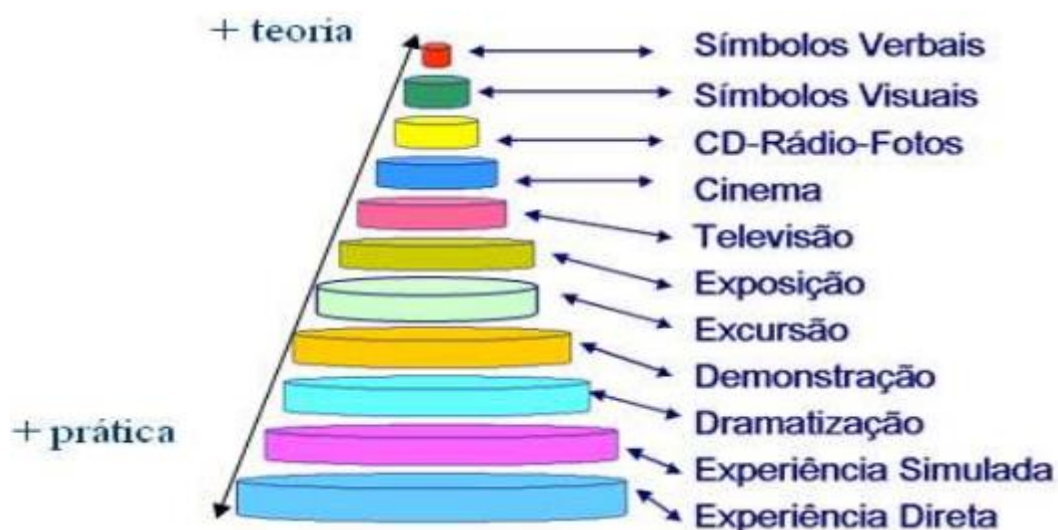 + teoria
Símbolos Verbais
Símbolos Visuais
CD-Rádio-Fotos
Cinema
Televisão
Exposição
Excursão
Demonstração
Dramatização
+ prática
Experiência Simulada
Experiência Direta